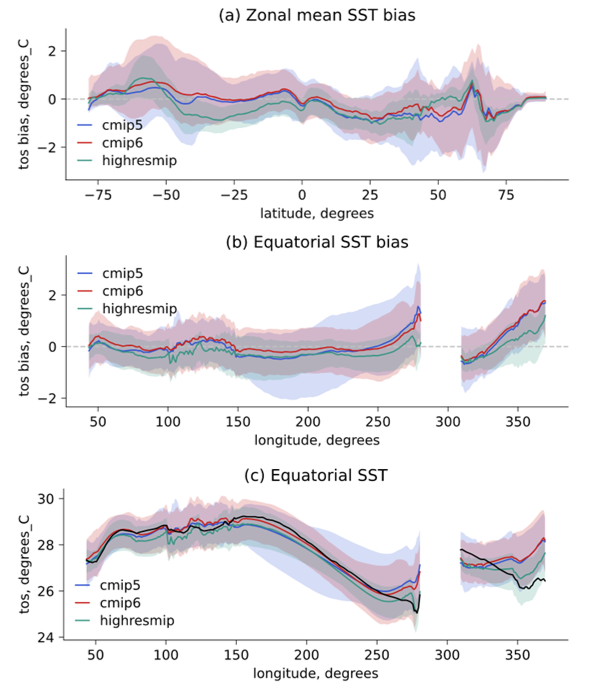 (a) Zonal mean SST bias
tos bias, degrees_C
2
0
−2
cmip5
cmip6
highresmip
−75 −50 −25 0 25 50 75
latitude, degrees
(b) Equatorial SST bias
tos bias, degrees_C
2
0
−2
cmip5
cmip6
highresmip
50 100 150 200 250 300 350
longitude, degrees
(c) Equatorial SST
tos, degrees_C
30
28
26
24
cmip5
cmip6
highresmip
50 100 150 200 250 300 350
longitude, degrees